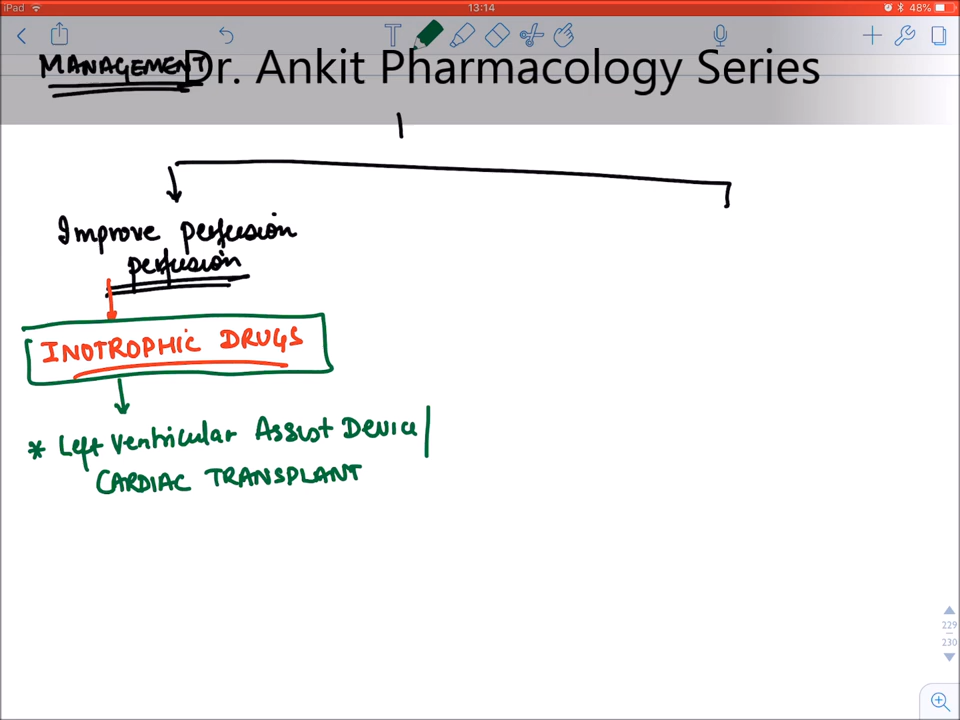 iPad 13:14 48%
MANAGEMENT Dr. Ankit Pharmacology Series
Improve perfusion
perfusion
INOTROPHIC DRUGS
* Left Ventricular Assist Device/
CARDIAC TRANSPLANT
229
230